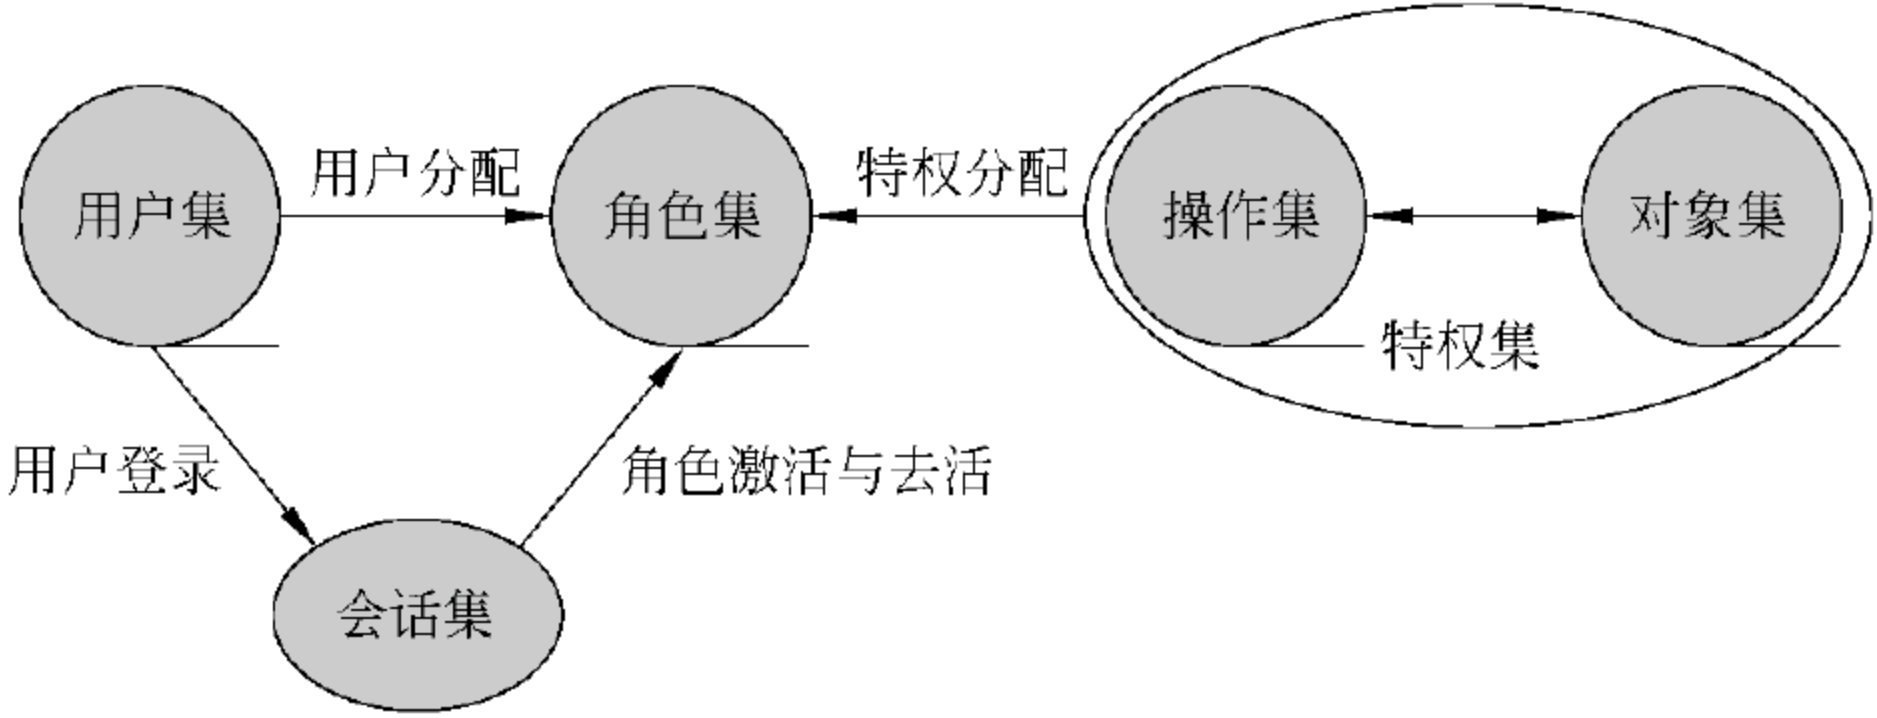 用户分配
特权分配
用户集
角色集
操作集
对象集
特权集
用户登录
角色激活与去活
会话集